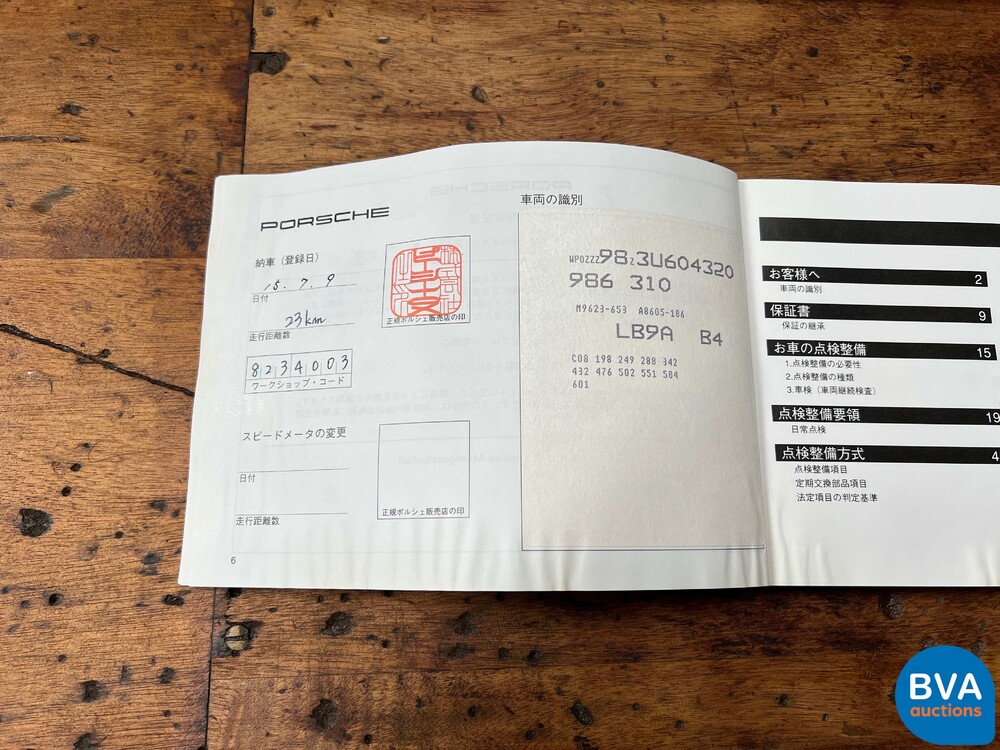 PORSCHE
納車（登録日）
15. 7. 9
日付
23km
走行距離数
8234003
ワークショップ・コード
正規ポルシェ販売店の印
スピードメータの変更
日付
走行距離数
正規ポルシェ販売店の印
6
車両の識別
WP0ZZZ98Z3U604320
986 310
M9623-653 A8605-186
LB9A B4
C08 198 249 288 342
432 476 502 551 584
601
お客様へ 2
車両の識別
保証書 9
保証の継承
お車の点検整備 15
1.点検整備の必要性
2.点検整備の種類
3.車検（車両継続検査）
点検整備要領 19
日常点検
点検整備方式 4
点検整備項目
定期交換部品項目
法定項目の判定基準
BVA
auctions